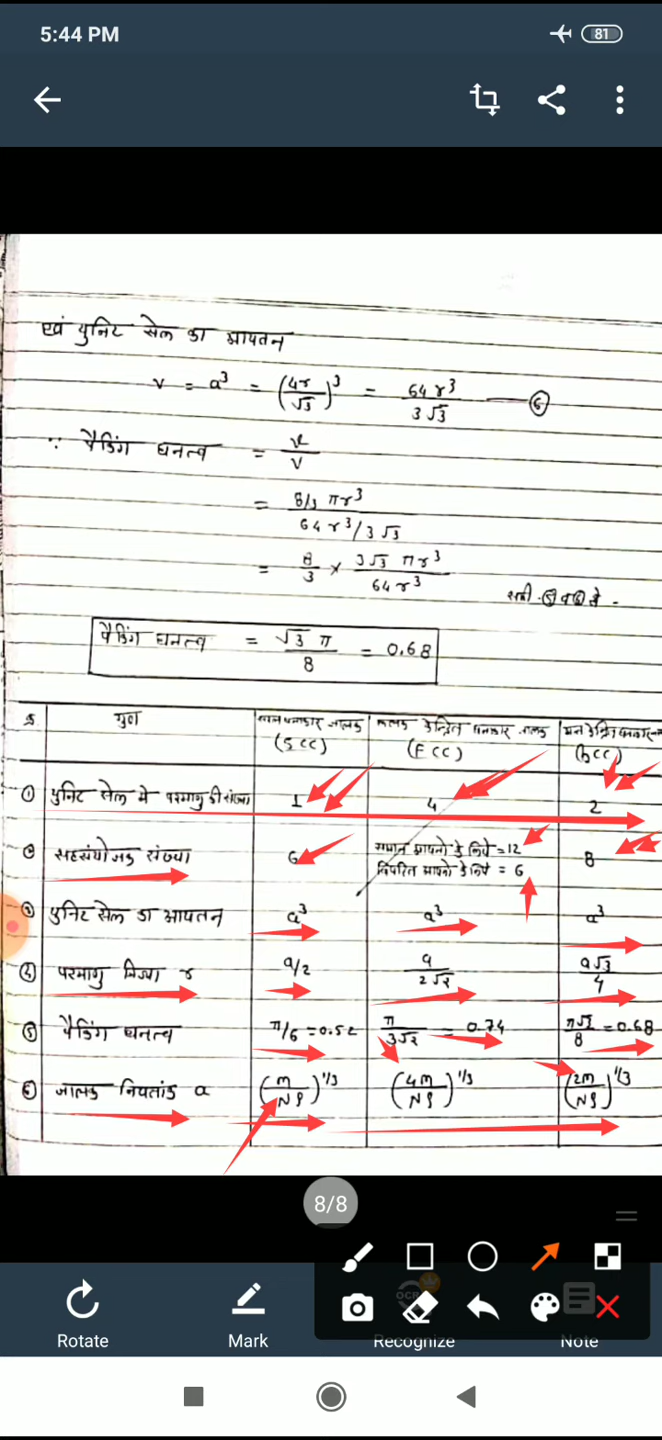 5:44 PM
81
एवं युनिट सेल का आयतन
v = a³ = (4r/√3)³ = 64r³/3√3 — ⑥
∵ पैकिंग घनत्व = v/V
= 8/3 πr³ / 64r³/3√3
= 8/3 × 3√3 πr³/64r³
पैकिंग घनत्व = √3 π/8 = 0.68
क्र गुण
(SCC) (FCC) (bCC)
① युनिट सेल मे परमाणु की संख्या 1 4 2
② सहसंयोजक संख्या 6 समान आयनो के लिये = 12 8
विपरित आयनो के लिये = 6
③ युनिट सेल का आयतन a³ a³ a³
④ परमाणु त्रिज्या r a/2 a/2√2 a√3/4
⑤ पैकिंग घनत्व π/6 = 0.52 π/3√2 = 0.74 = 0.68
⑥ जालक नियतांक a (m/Nρ)^1/3 (4m/Nρ)^1/3 (2m/Nρ)^1/3
8/8
Rotate Mark Recognize Note